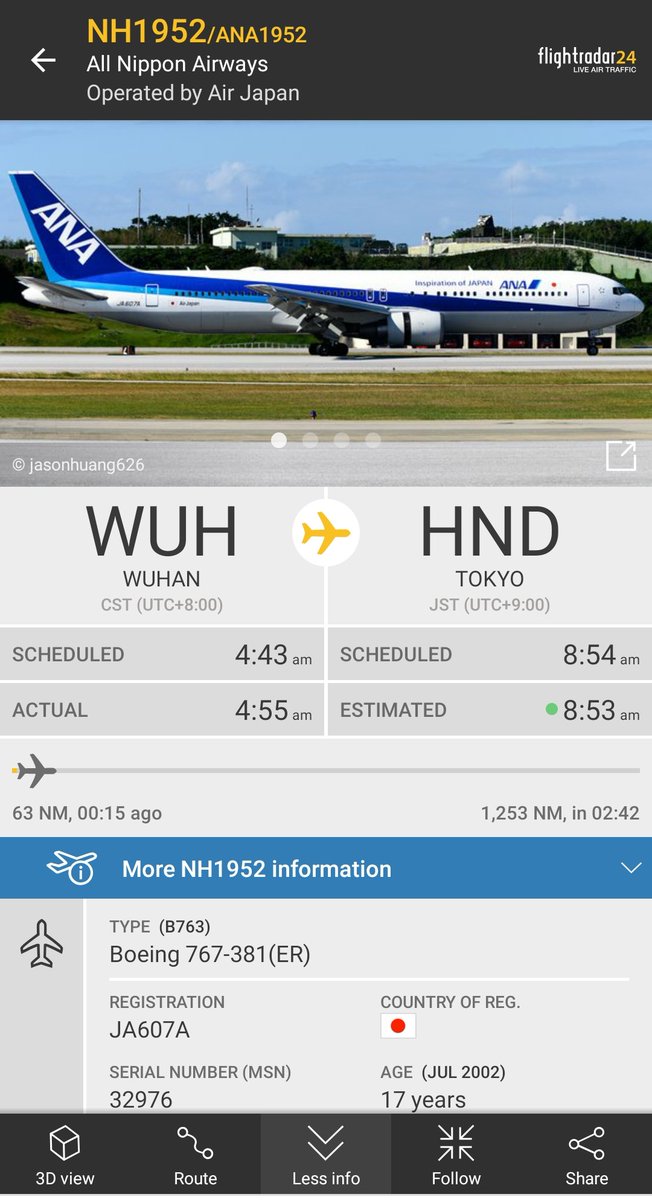 NH1952/ANA1952
All Nippon Airways
Operated by Air Japan
flightradar24
LIVE AIR TRAFFIC
ANA
Inspiration of JAPAN ANA
JA607A
Air Japan
© jasonhuang626
WUH
WUHAN
CST (UTC+8:00)
HND
TOKYO
JST (UTC+9:00)
SCHEDULED 4:43 am
SCHEDULED 8:54 am
ACTUAL 4:55 am
ESTIMATED 8:53 am
63 NM, 00:15 ago
1,253 NM, in 02:42
More NH1952 information
TYPE (B763)
Boeing 767-381(ER)
REGISTRATION
JA607A
COUNTRY OF REG.
SERIAL NUMBER (MSN)
32976
AGE (JUL 2002)
17 years
3D view
Route
Less info
Follow
Share